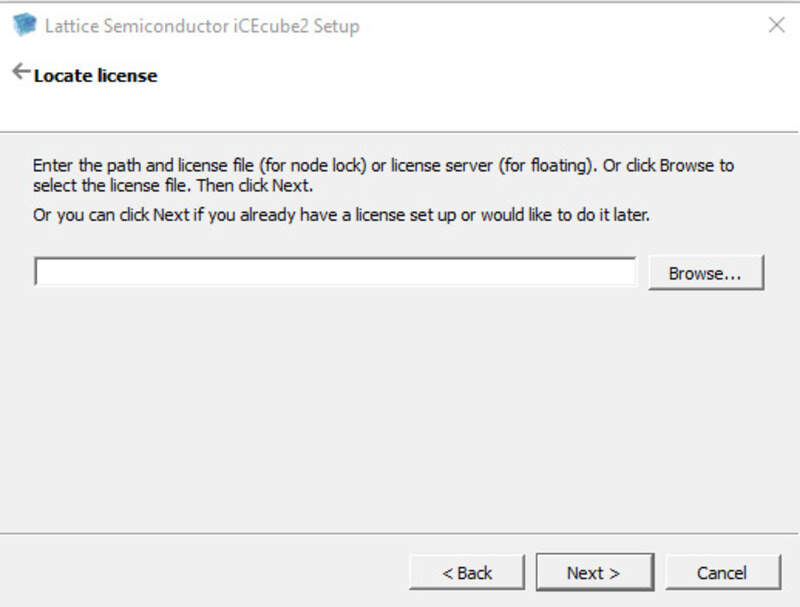 Lattice Semiconductor iCEcube2 Setup
Locate license
Enter the path and license file (for node lock) or license server (for floating). Or click Browse to
select the license file. Then click Next.
Or you can click Next if you already have a license set up or would like to do it later.
Browse...
< Back
Next >
Cancel